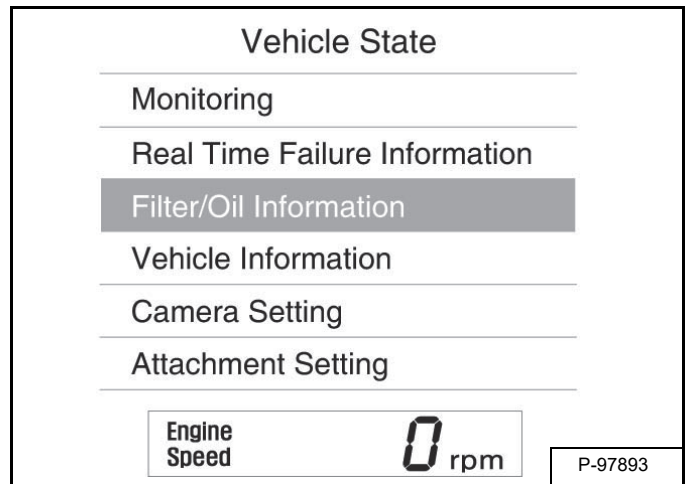 Vehicle State
Monitoring
Real Time Failure Information
Filter/Oil Information
Vehicle Information
Camera Setting
Attachment Setting
Engine
Speed
0 rpm
P-97893